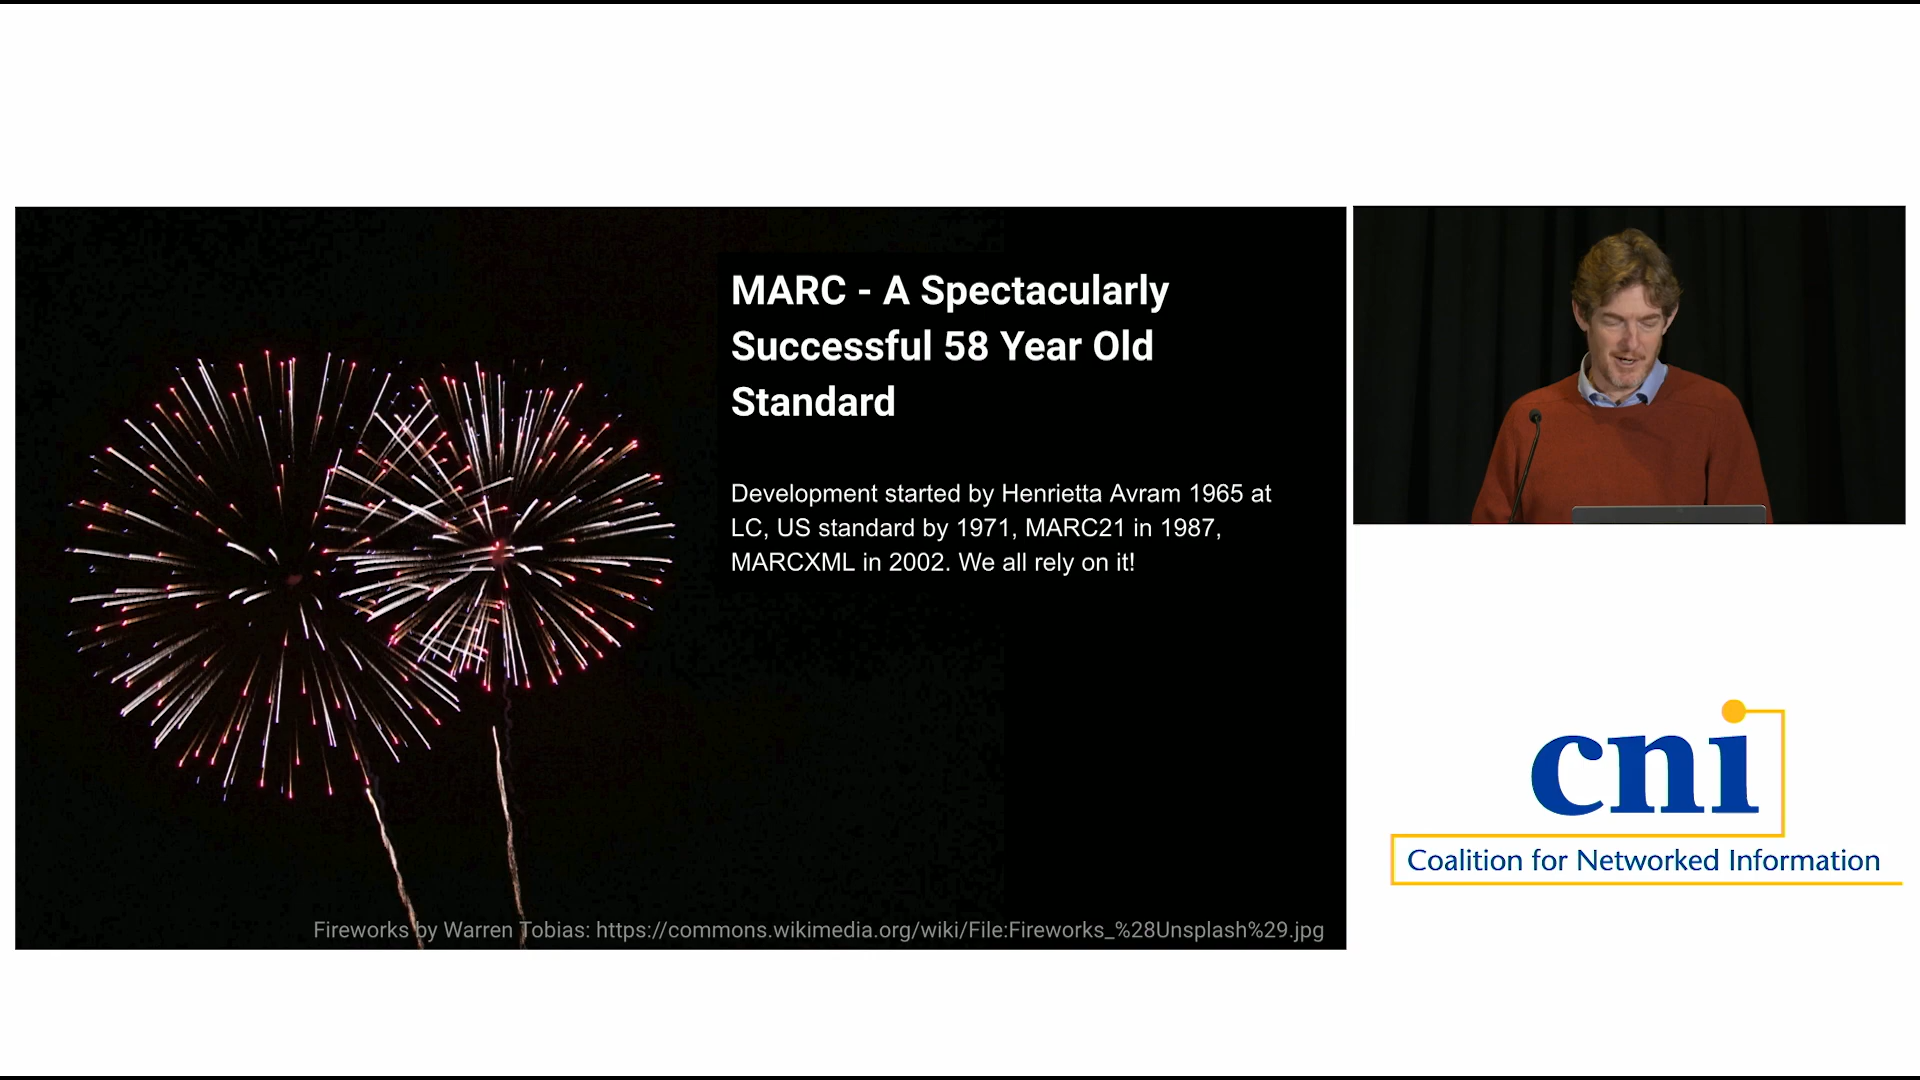 MARC - A Spectacularly
Successful 58 Year Old
Standard
Development started by Henrietta Avram 1965 at
LC, US standard by 1971, MARC21 in 1987,
MARCXML in 2002. We all rely on it!
Fireworks by Warren Tobias: https://commons.wikimedia.org/wiki/File:Fireworks_%28Unsplash%29.jpg
cni
Coalition for Networked Information